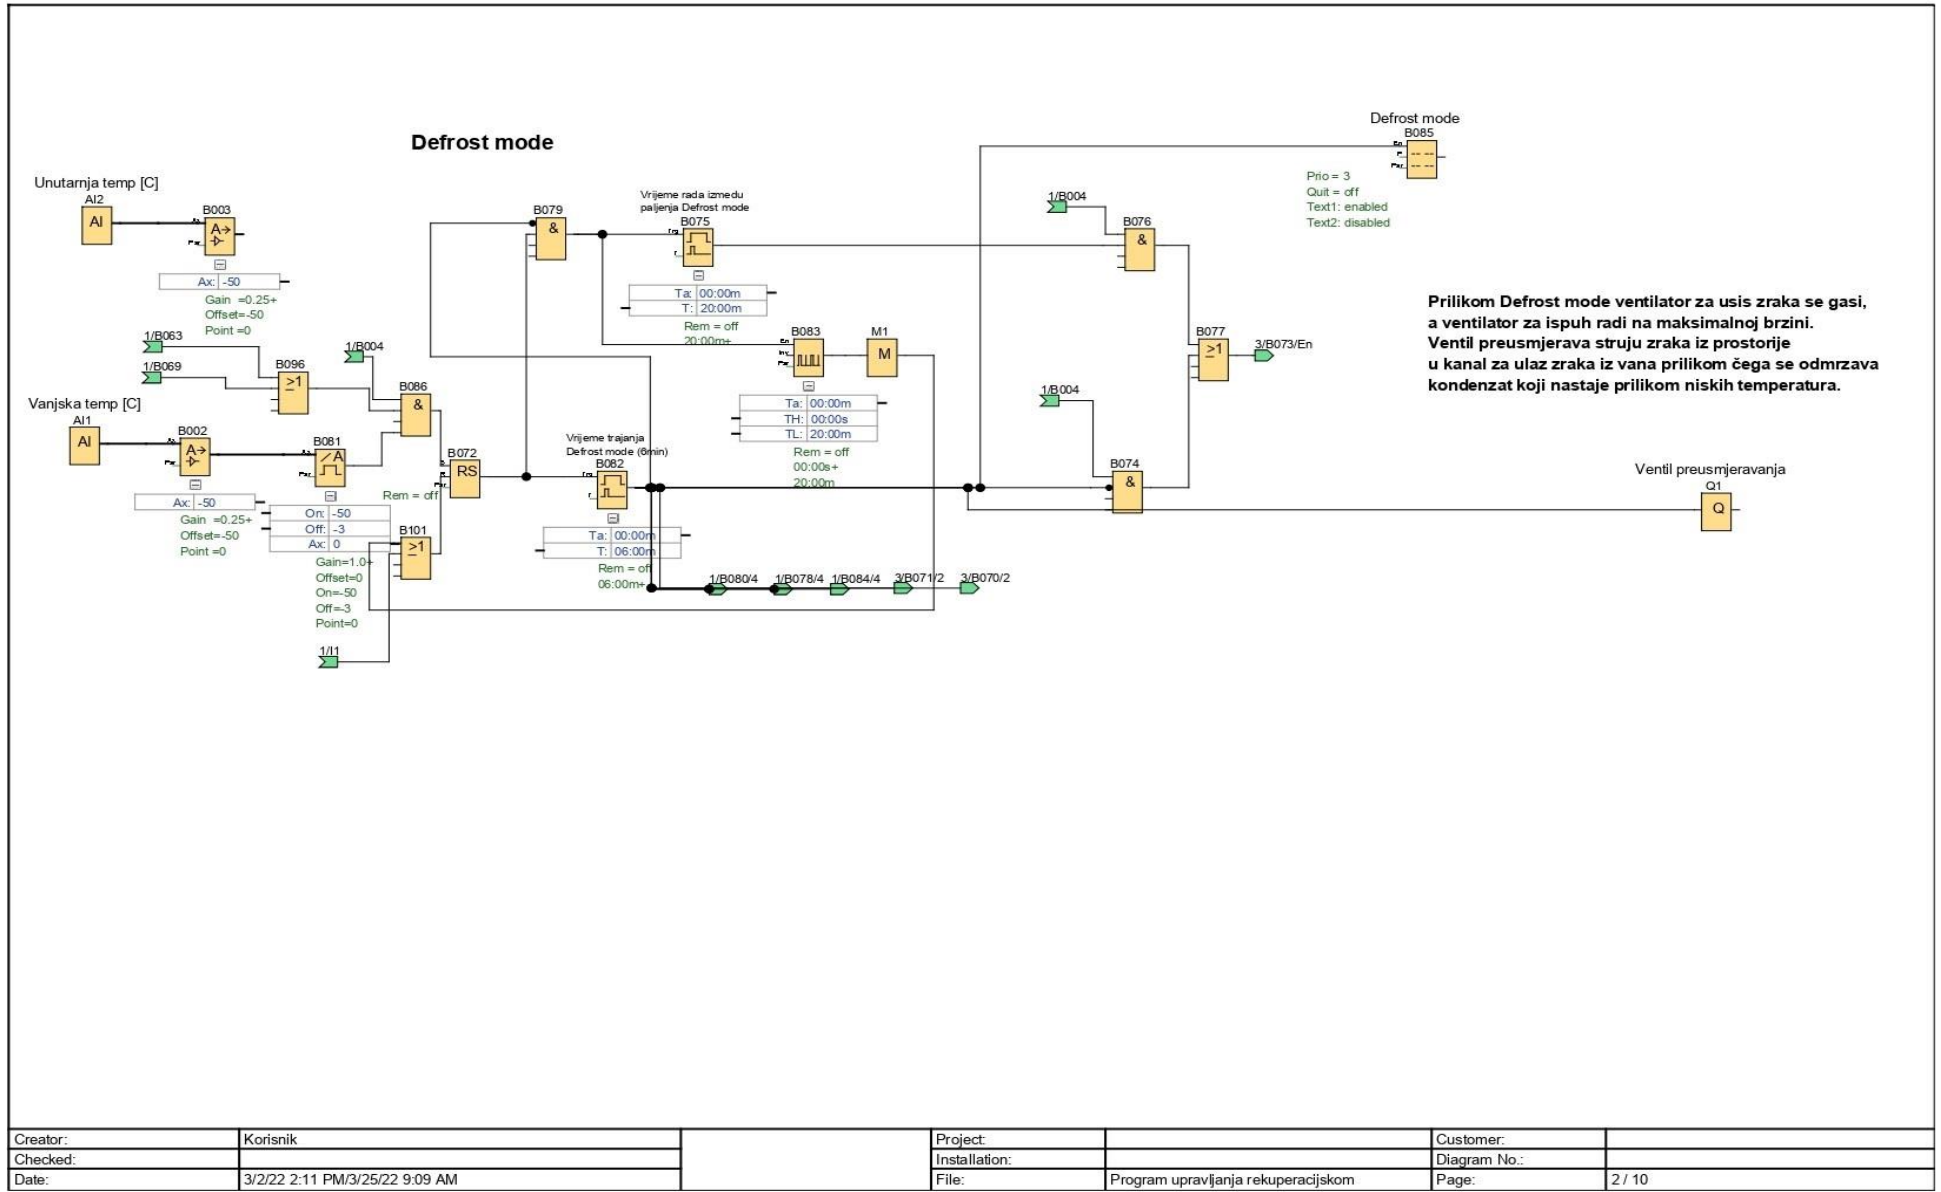 Defrost mode
Unutarnja temp [C]
AI2
AI
B003
A→
Ax: -50
Gain =0.25+
Offset=-50
Point =0
1/B063
1/B069
B096
≥1
1/B004
B086
&
Vanjska temp [C]
AI1
AI
B002
A→
Ax: -50
Gain =0.25+
Offset=-50
Point =0
B081
/A
On: -50
Off: -3
Ax: 0
Gain=1.0+
Offset=0
On=-50
Off=-3
Point=0
B072
RS
Rem = off
B101
≥1
1/I1
B079
&
Vrijeme rada između
paljenja Defrost mode
B075
Ta: 00:00m
T: 20:00m
Rem = off
20:00m+
B083
Ta: 00:00m
TH: 00:00s
TL: 20:00m
Rem = off
00:00s+
20:00m
M1
M
Vrijeme trajanja
Defrost mode (6min)
B082
Ta: 00:00m
T: 06:00m
Rem = off
06:00m+
1/B080/4
1/B078/4
1/B084/4
3/B071/2
3/B070/2
1/B004
B076
&
1/B004
B074
&
B077
≥1
3/B073/En
Defrost mode
B085
Prio = 3
Quit = off
Text1: enabled
Text2: disabled
Prilikom Defrost mode ventilator za usis zraka se gasi,
a ventilator za ispuh radi na maksimalnoj brzini.
Ventil preusmjerava struju zraka iz prostorije
u kanal za ulaz zraka iz vana prilikom čega se odmrzava
kondenzat koji nastaje prilikom niskih temperatura.
Ventil preusmjeravanja
Q1
Q
Creator: Korisnik
Checked:
Date: 3/2/22 2:11 PM/3/25/22 9:09 AM
Project:
Installation:
File: Program upravljanja rekuperacijskom
Customer:
Diagram No.:
Page: 2 / 10